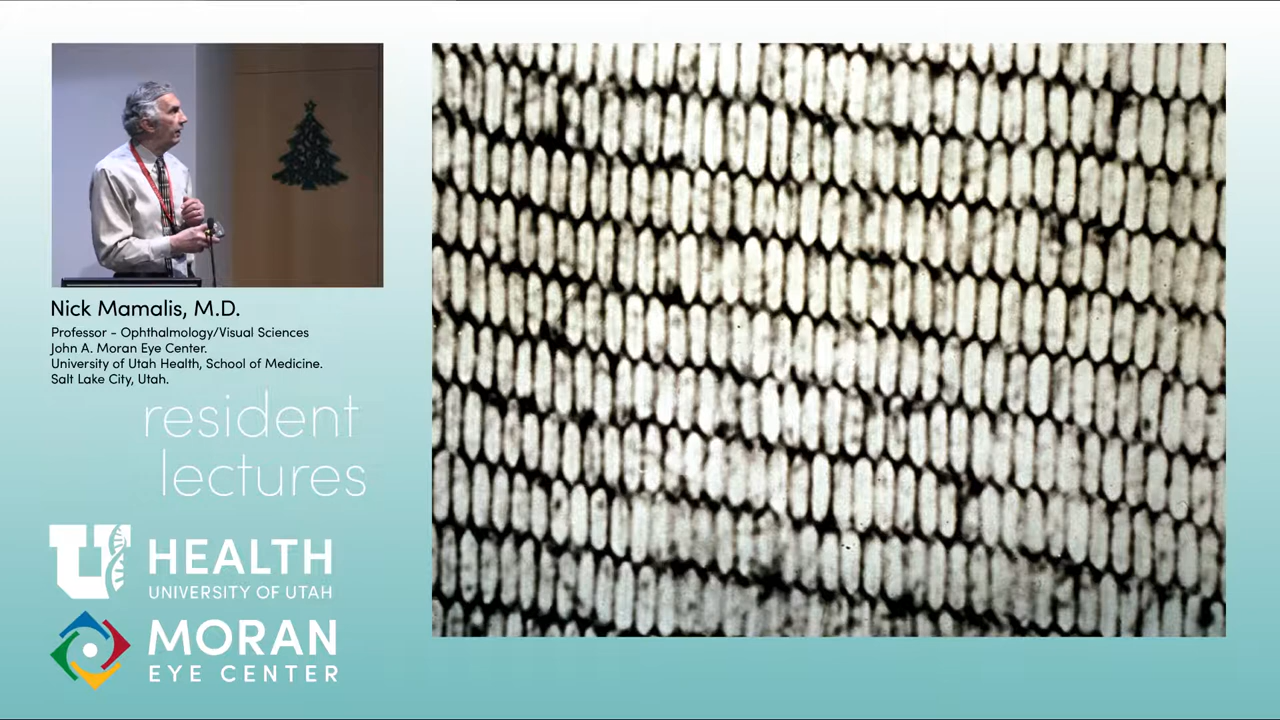 Nick Mamalis, M.D.
Professor - Ophthalmology/Visual Sciences
John A. Moran Eye Center.
University of Utah Health, School of Medicine.
Salt Lake City, Utah.
resident
lectures
U HEALTH
UNIVERSITY OF UTAH
MORAN
EYE CENTER